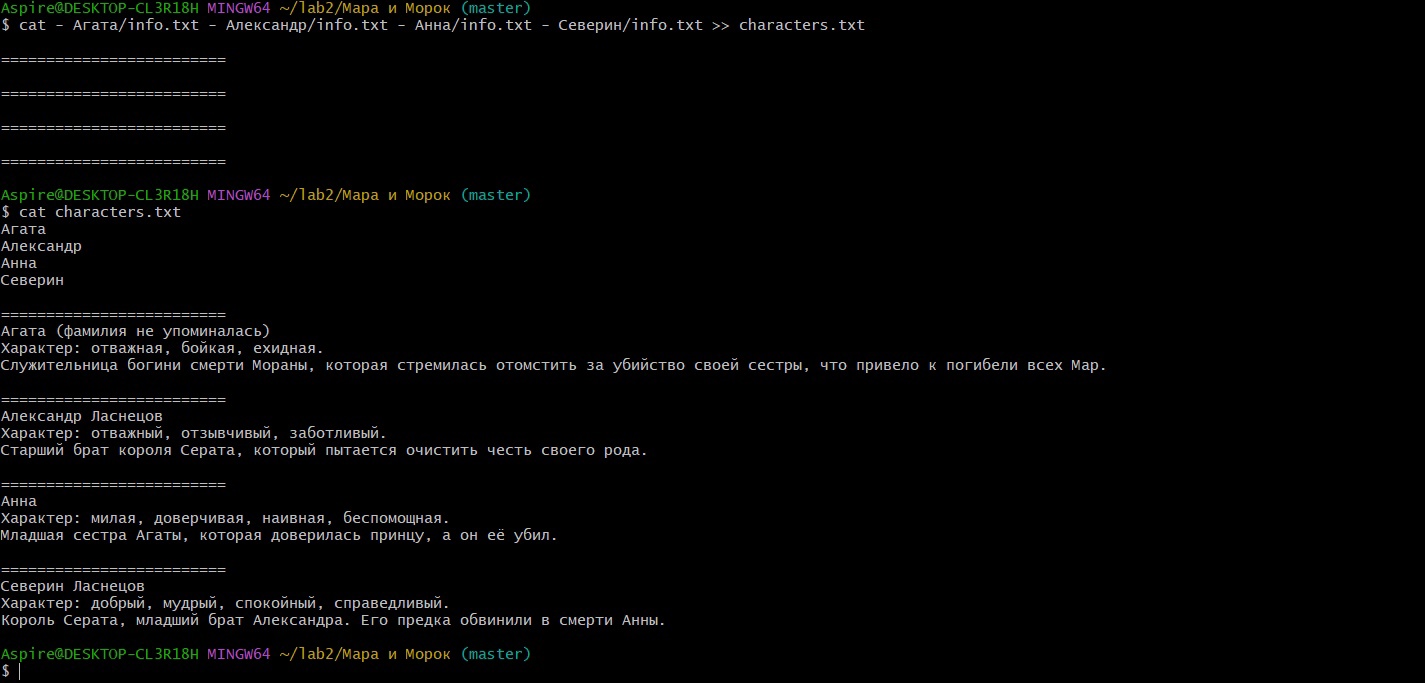 Aspire@DESKTOP-CL3R18H MINGW64 ~/lab2/Мара и Морок (master)
$ cat - Агата/info.txt - Александр/info.txt - Анна/info.txt - Северин/info.txt >> characters.txt
=========================
=========================
=========================
=========================
Aspire@DESKTOP-CL3R18H MINGW64 ~/lab2/Мара и Морок (master)
$ cat characters.txt
Агата
Александр
Анна
Северин
=========================
Агата (фамилия не упоминалась)
Характер: отважная, бойкая, ехидная.
Служительница богини смерти Мораны, которая стремилась отомстить за убийство своей сестры, что привело к погибели всех Мар.
=========================
Александр Ласнецов
Характер: отважный, отзывчивый, заботливый.
Старший брат короля Серата, который пытается очистить честь своего рода.
=========================
Анна
Характер: милая, доверчивая, наивная, беспомощная.
Младшая сестра Агаты, которая доверилась принцу, а он её убил.
=========================
Северин Ласнецов
Характер: добрый, мудрый, спокойный, справедливый.
Король Серата, младший брат Александра. Его предка обвинили в смерти Анны.
Aspire@DESKTOP-CL3R18H MINGW64 ~/lab2/Мара и Морок (master)
$